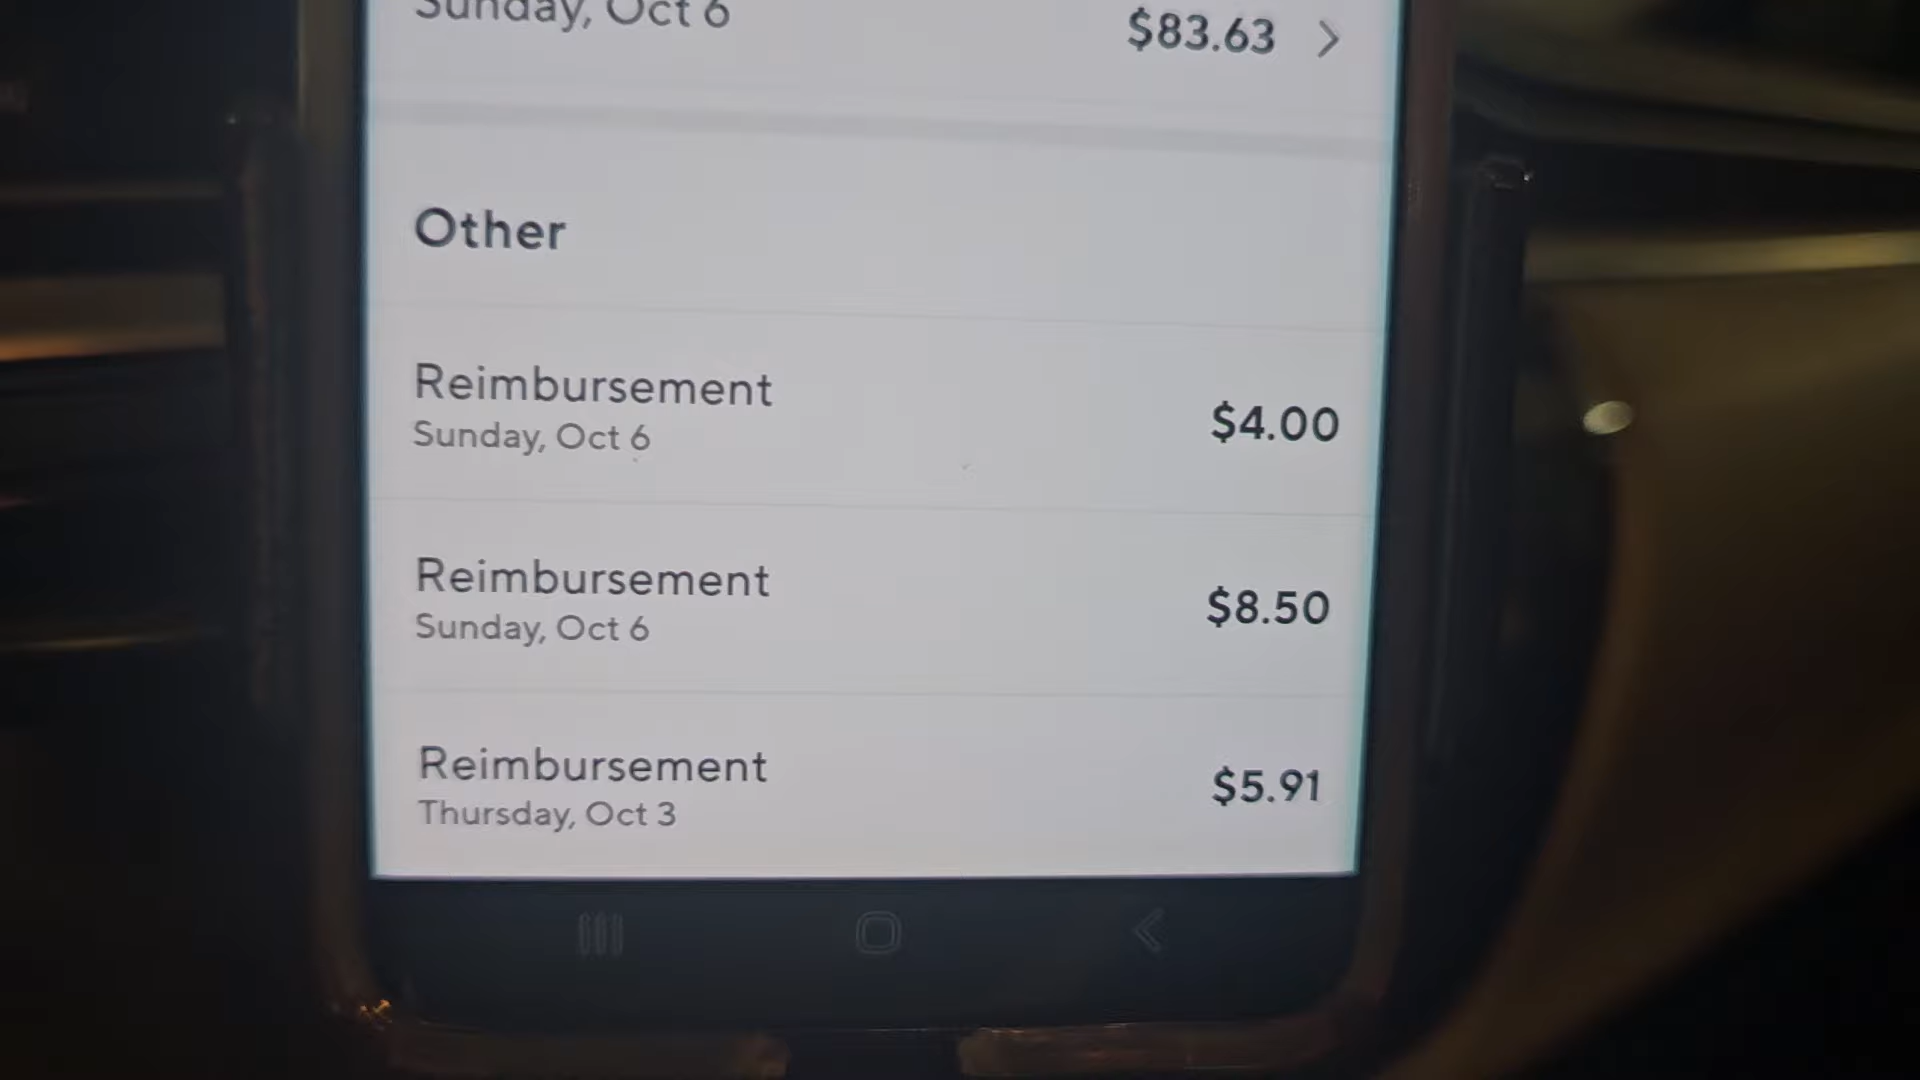 Sunday, Oct 6
$83.63
Other
Reimbursement
Sunday, Oct 6
$4.00
Reimbursement
Sunday, Oct 6
$8.50
Reimbursement
Thursday, Oct 3
$5.91